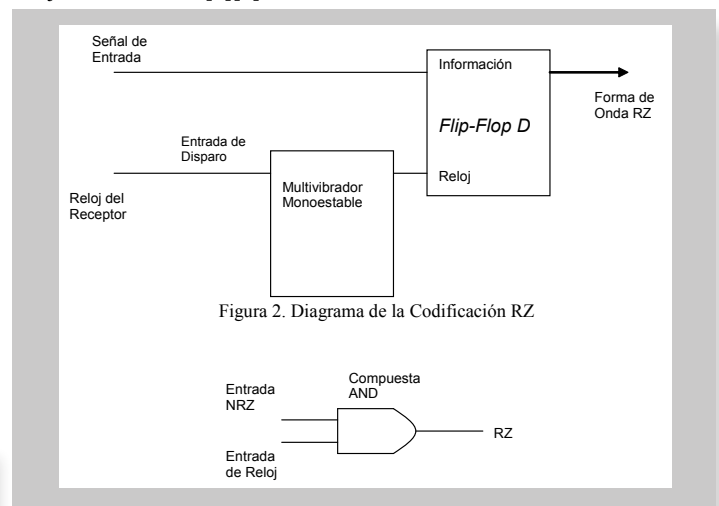 Señal de
Entrada
Información
Forma de
Onda RZ
Flip-Flop D
Entrada de
Disparo
Reloj
Multivibrador
Monoestable
Reloj del
Receptor
Figura 2. Diagrama de la Codificación RZ
Compuesta
AND
Entrada
NRZ
RZ
Entrada
de Reloj